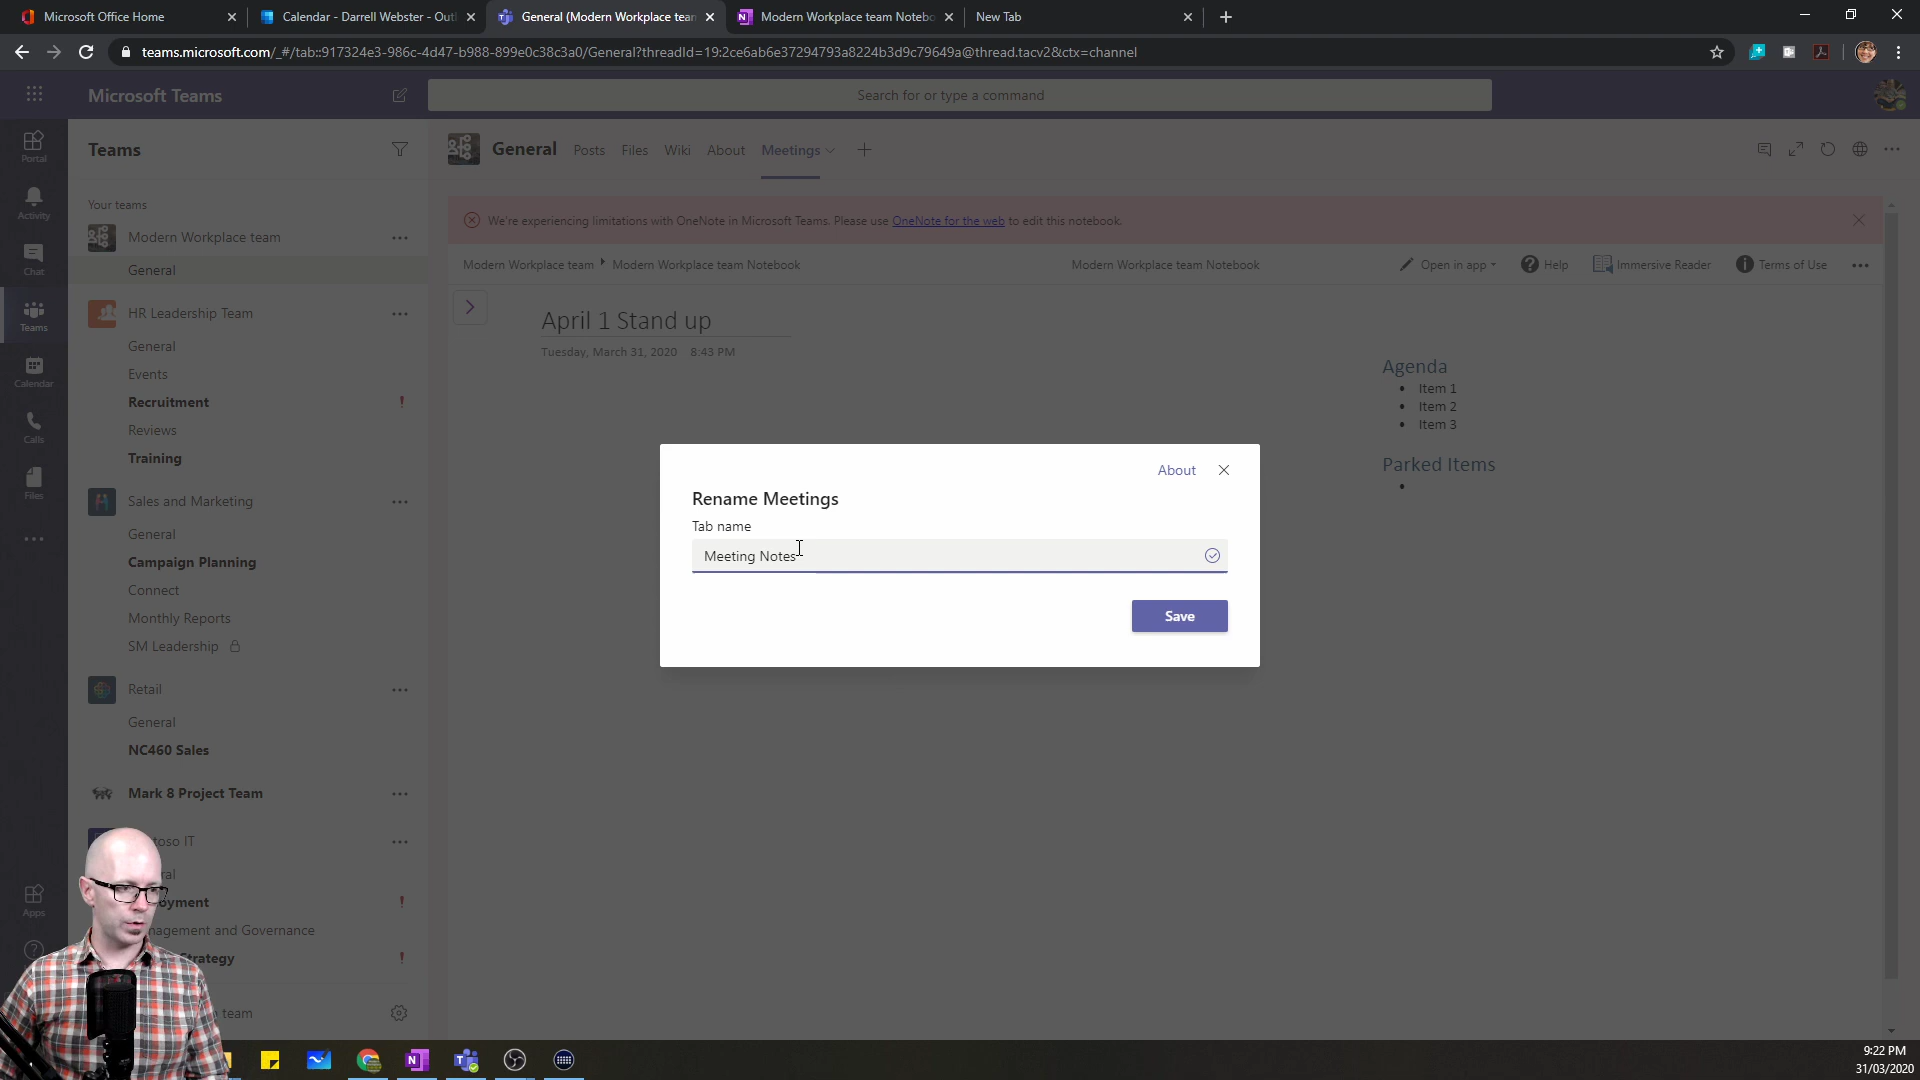 Microsoft Office Home
Calendar - Darrell Webster - Outl
General (Modern Workplace tean
Modern Workplace team Notebo
New Tab
teams.microsoft.com/_#/tab::917324e3-986c-4d47-b988-899e0c38c3a0/General?threadId=19:2ce6ab6e37294793a8224b3d9c79649a@thread.tacv2&ctx=channel
Microsoft Teams
Search for or type a command
Portal
Activity
Chat
Teams
Calendar
Calls
Files
Apps
Teams
Your teams
Modern Workplace team
General
HR Leadership Team
General
Events
Recruitment
Reviews
Training
Sales and Marketing
General
Campaign Planning
Connect
Monthly Reports
SM Leadership
Retail
General
NC460 Sales
Mark 8 Project Team
toso IT
ral
oyment
nagement and Governance
trategy
team
General Posts Files Wiki About Meetings
We're experiencing limitations with OneNote in Microsoft Teams. Please use OneNote for the web to edit this notebook.
Modern Workplace team Modern Workplace team Notebook
Modern Workplace team Notebook
Open in app
Help
Immersive Reader
Terms of Use
April 1 Stand up
Tuesday, March 31, 2020 8:43 PM
Agenda
• Item 1
• Item 2
• Item 3
Parked Items
•
About
Rename Meetings
Tab name
Meeting Notes
Save
9:22 PM
31/03/2020